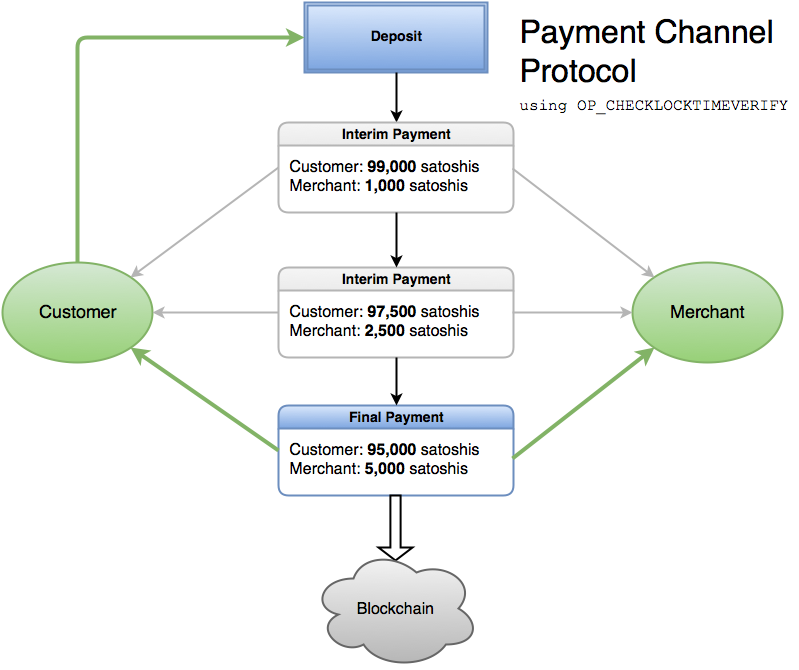 Deposit
Payment Channel
Protocol
using OP_CHECKLOCKTIMEVERIFY
Interim Payment
Customer: 99,000 satoshis
Merchant: 1,000 satoshis
Interim Payment
Customer: 97,500 satoshis
Merchant: 2,500 satoshis
Customer
Merchant
Final Payment
Customer: 95,000 satoshis
Merchant: 5,000 satoshis
Blockchain